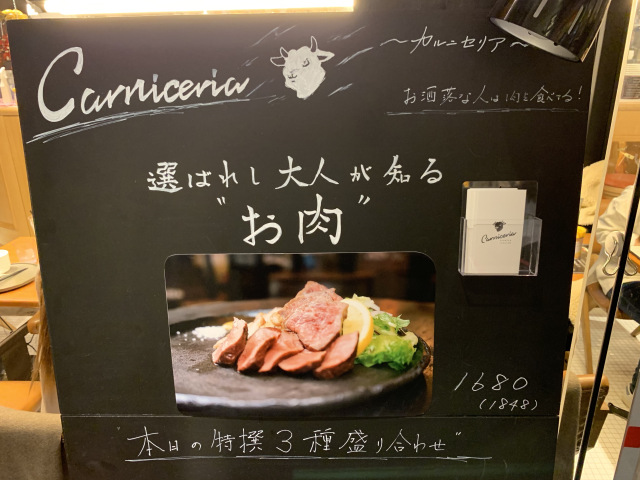 Carniceria
～カルニセリア～
お洒落な人は肉を食べてる!
選ばれし大人が知る
"お肉"
Carniceria
1680
(1848)
"本日の特撰3種盛り合わせ"